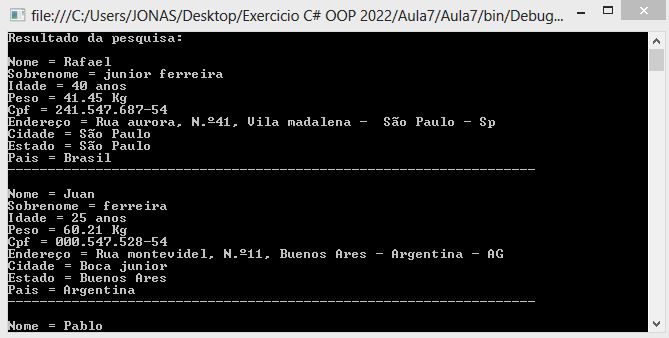 file:///C:/Users/JONAS/Desktop/Exercicio C# OOP 2022/Aula7/Aula7/bin/Debug...
Resultado da pesquisa:
Nome = Rafael
Sobrenome = junior ferreira
Idade = 40 anos
Peso = 41.45 Kg
Cpf = 241.547.687-54
Endereço = Rua aurora, N.º41, Vila madalena -  São Paulo - Sp
Cidade = São Paulo
Estado = São Paulo
Pais = Brasil
------------------------------------------------------------------
Nome = Juan
Sobrenome = ferreira
Idade = 25 anos
Peso = 60.21 Kg
Cpf = 000.547.528-54
Endereço = Rua montevidel, N.º11, Buenos Ares - Argentina - AG
Cidade = Boca junior
Estado = Buenos Ares
Pais = Argentina
------------------------------------------------------------------
Nome = Pablo